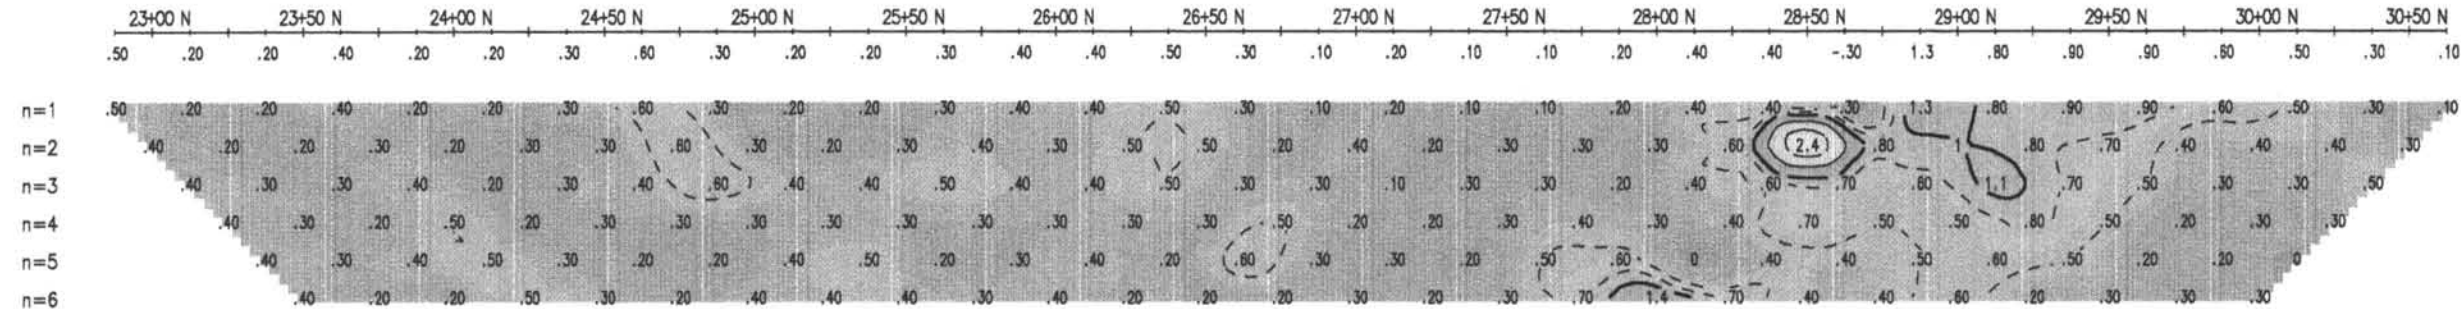 23+00 N 23+50 N 24+00 N 24+50 N 25+00 N 25+50 N 26+00 N 26+50 N 27+00 N 27+50 N 28+00 N 28+50 N 29+00 N 29+50 N 30+00 N 30+50 N
.50 .20 .20 .40 .20 .20 .30 .60 .30 .20 .20 .30 .40 .40 .50 .30 .10 .20 .10 .10 .20 .40 .40 -.30 1.3 .80 .90 .90 .60 .50 .30 .10
n=1 .50 .20 .20 .40 .20 .20 .30 .60 .30 .20 .20 .30 .40 .40 .50 .30 .10 .20 .10 .10 .20 .40 .40 .30 1.3 .80 .90 .90 .60 .50 .30 .10
n=2 .40 .20 .20 .30 .20 .30 .30 .60 .30 .30 .20 .40 .30 .50 .50 .20 .20 .20 .30 .30 .30 .60 2.4 .80 1 .80 .70 .40 .40 .40 .30
n=3 .40 .30 .30 .40 .20 .30 .40 .60 .40 .40 .50 .30 .40 .50 .30 .30 .10 .30 .30 .20 .40 .60 .70 .60 1.1 .70 .50 .30 .30 .50
n=4 .40 .30 .20 .50 .20 .30 .30 .30 .30 .40 .30 .30 .20 .30 .50 .40 .20 .30 .40 .30 .40 .70 .50 .50 .80 .50 .20 .30 .30
n=5 .40 .30 .40 .50 .30 .20 .20 .20 .50 .30 .40 .20 .60 .30 .30 .20 .50 .60 0 .40 .40 .50 .60 .50 .20 .20 0
n=6 .40 .20 .20 .50 .30 .20 .40 .40 .20 .40 .20 .20 .20 .30 .20 .30 .70 1.4 .70 .40 .40 .60 .20 .30 .30